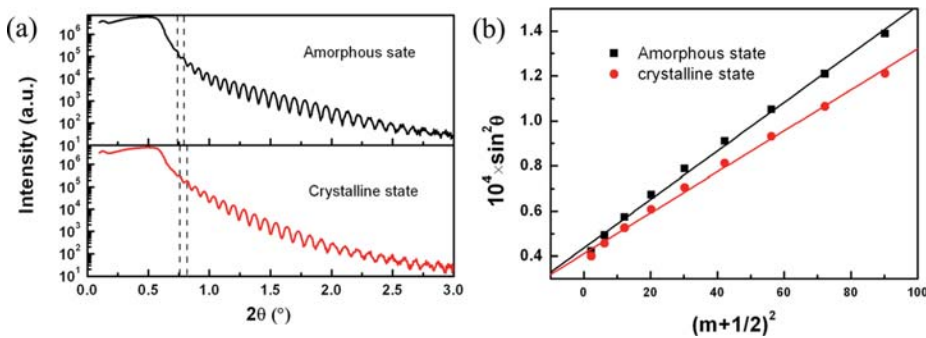 (a)
Intensity (a.u.)
10^6
10^5
10^4
10^3
10^2
10^1
Amorphous sate
10^6
10^5
10^4
10^3
10^2
10^1
Crystalline state
0.0 0.5 1.0 1.5 2.0 2.5 3.0
2θ (°)
(b)
10^4×sin^2θ
1.4
1.2
1.0
0.8
0.6
0.4
Amorphous state
crystalline state
0 20 40 60 80 100
(m+1/2)^2